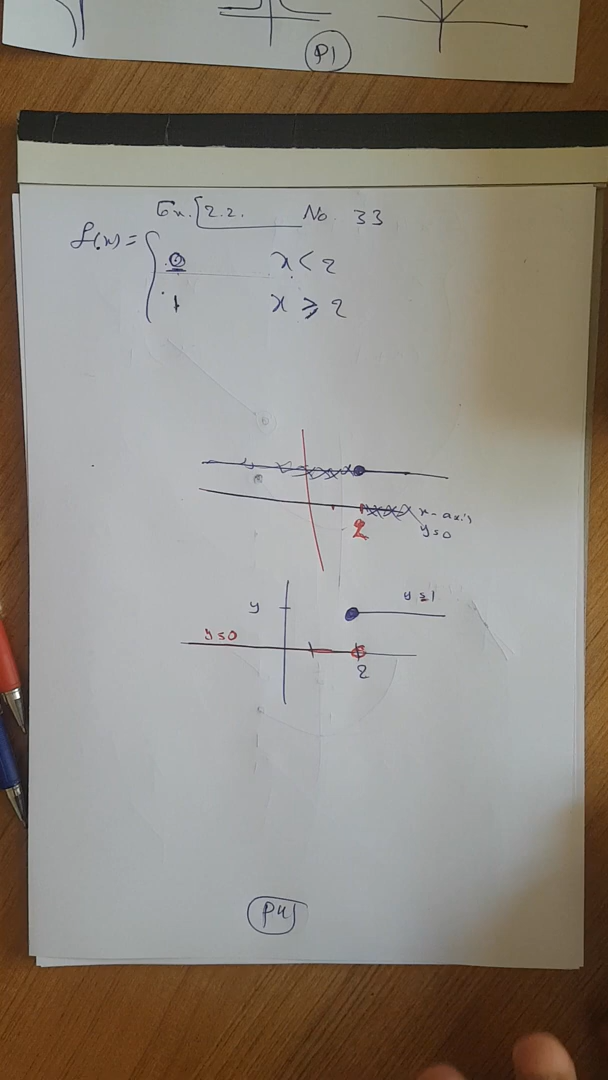 P1
Ex. 2.2. No. 33
f(x) = { 0 x < 2
1 x ⩾ 2
x-axis
y=0
2
y y=1
y=0
2
P4